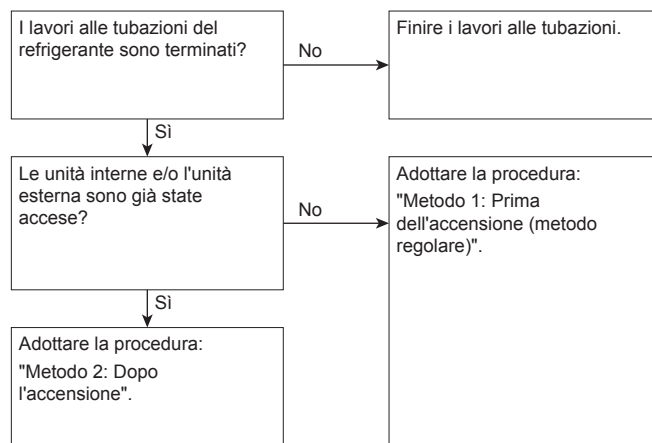 I lavori alle tubazioni del
refrigerante sono terminati?
No
Finire i lavori alle tubazioni.
Sì
Le unità interne e/o l'unità
esterna sono già state
accese?
No
Adottare la procedura:
"Metodo 1: Prima
dell'accensione (metodo
regolare)".
Sì
Adottare la procedura:
"Metodo 2: Dopo
l'accensione".